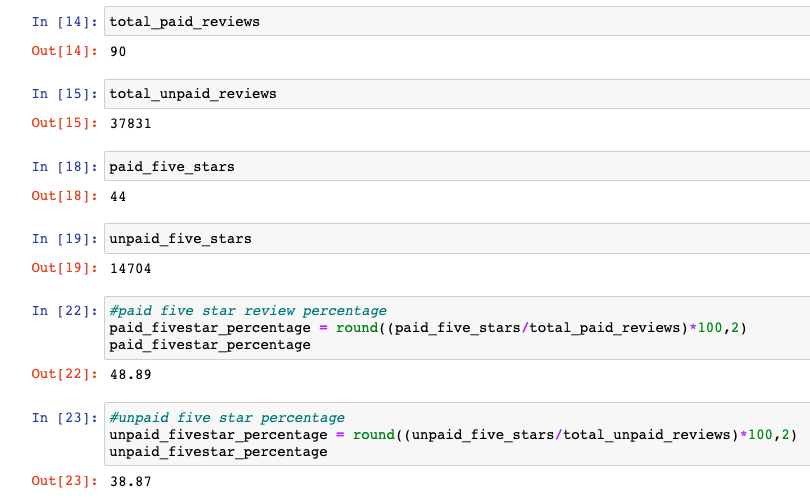 In [14]: total_paid_reviews
Out[14]: 90
In [15]: total_unpaid_reviews
Out[15]: 37831
In [18]: paid_five_stars
Out[18]: 44
In [19]: unpaid_five_stars
Out[19]: 14704
In [22]: #paid five star review percentage
paid_fivestar_percentage = round((paid_five_stars/total_paid_reviews)*100,2)
paid_fivestar_percentage
Out[22]: 48.89
In [23]: #unpaid five star percentage
unpaid_fivestar_percentage = round((unpaid_five_stars/total_unpaid_reviews)*100,2)
unpaid_fivestar_percentage
Out[23]: 38.87